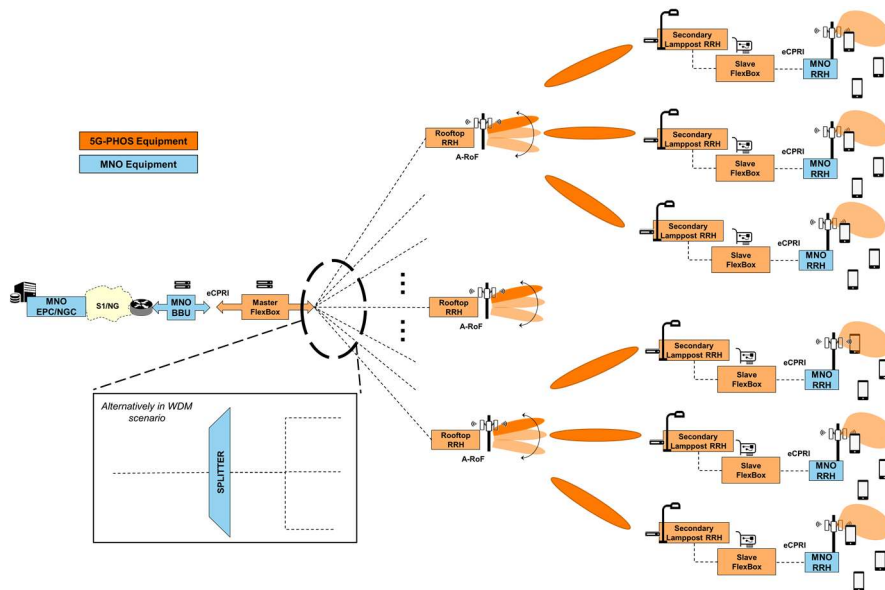 5G-PHOS Equipment
MNO Equipment
MNO
EPC/NGC
S1/NG
MNO
BBU
eCPRI
Master
FlexBox
Alternatively in WDM
scenario
SPLITTER
Rooftop
RRH
A-RoF
Rooftop
RRH
A-RoF
Rooftop
RRH
A-RoF
Secondary
Lamppost RRH
Slave
FlexBox
eCPRI
MNO
RRH
Secondary
Lamppost RRH
Slave
FlexBox
eCPRI
MNO
RRH
Secondary
Lamppost RRH
Slave
FlexBox
eCPRI
MNO
RRH
Secondary
Lamppost RRH
Slave
FlexBox
eCPRI
MNO
RRH
Secondary
Lamppost RRH
Slave
FlexBox
eCPRI
MNO
RRH
Secondary
Lamppost RRH
Slave
FlexBox
eCPRI
MNO
RRH